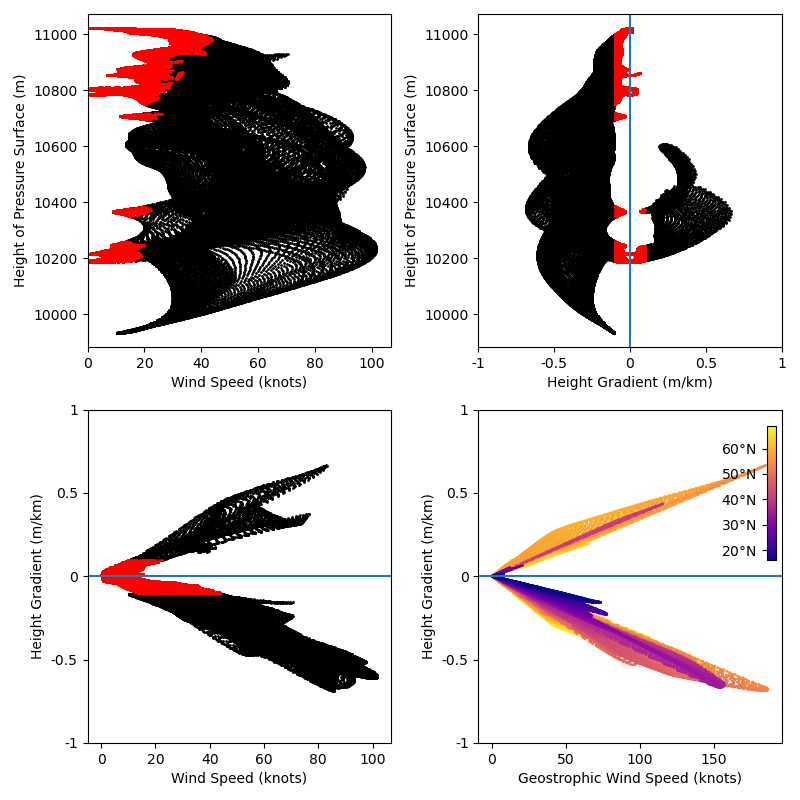 Height of Pressure Surface (m)
11000
10800
10600
10400
10200
10000
0 20 40 60 80 100
Wind Speed (knots)
Height of Pressure Surface (m)
11000
10800
10600
10400
10200
10000
-1 -0.5 0 0.5 1
Height Gradient (m/km)
Height Gradient (m/km)
1
0.5
0
-0.5
-1
0 20 40 60 80 100
Wind Speed (knots)
Height Gradient (m/km)
1
0.5
0
-0.5
-1
0 50 100 150
Geostrophic Wind Speed (knots)
60°N
50°N
40°N
30°N
20°N